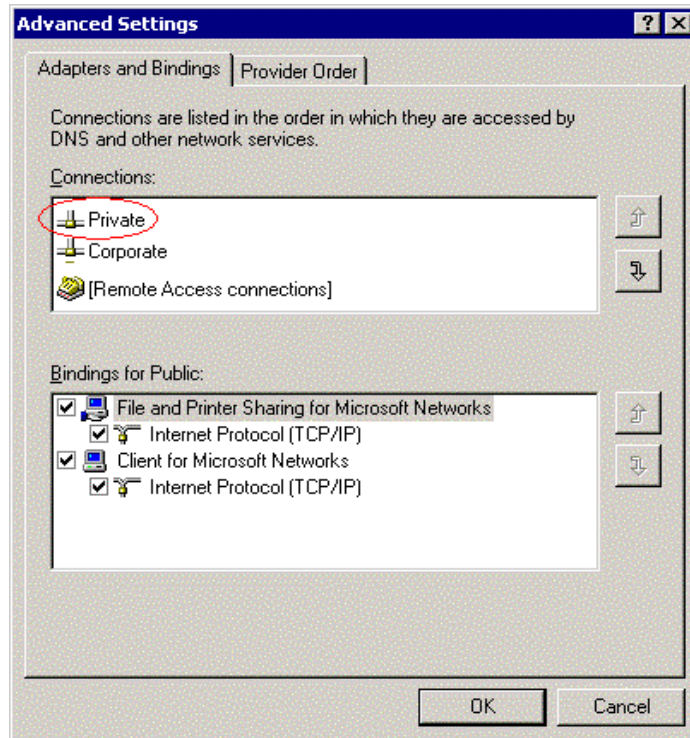 Advanced Settings
Adapters and Bindings
Provider Order
Connections are listed in the order in which they are accessed by
DNS and other network services.
Connections:
Private
Corporate
[Remote Access connections]
Bindings for Public:
File and Printer Sharing for Microsoft Networks
Internet Protocol (TCP/IP)
Client for Microsoft Networks
Internet Protocol (TCP/IP)
OK
Cancel